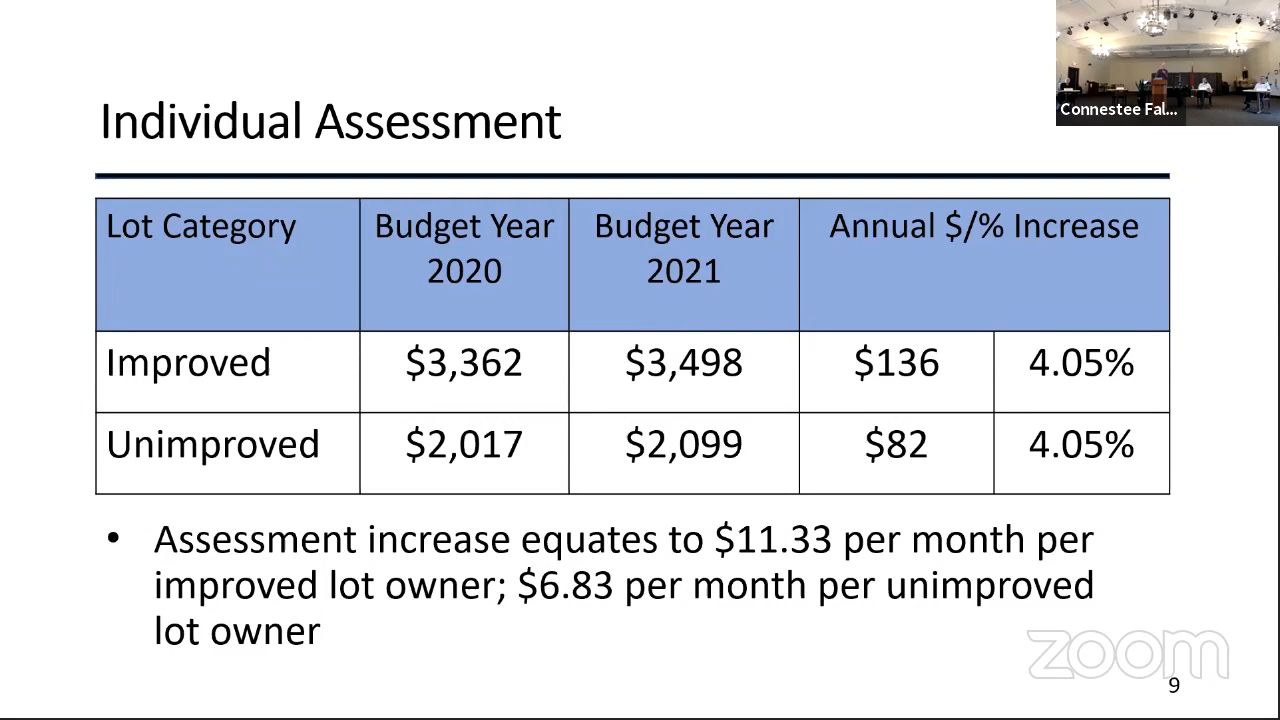 Connestee Fal...
Individual Assessment
Lot Category Budget Year 2020 Budget Year 2021 Annual $/% Increase
Improved $3,362 $3,498 $136 4.05%
Unimproved $2,017 $2,099 $82 4.05%
• Assessment increase equates to $11.33 per month per
improved lot owner; $6.83 per month per unimproved
lot owner
zoom
9